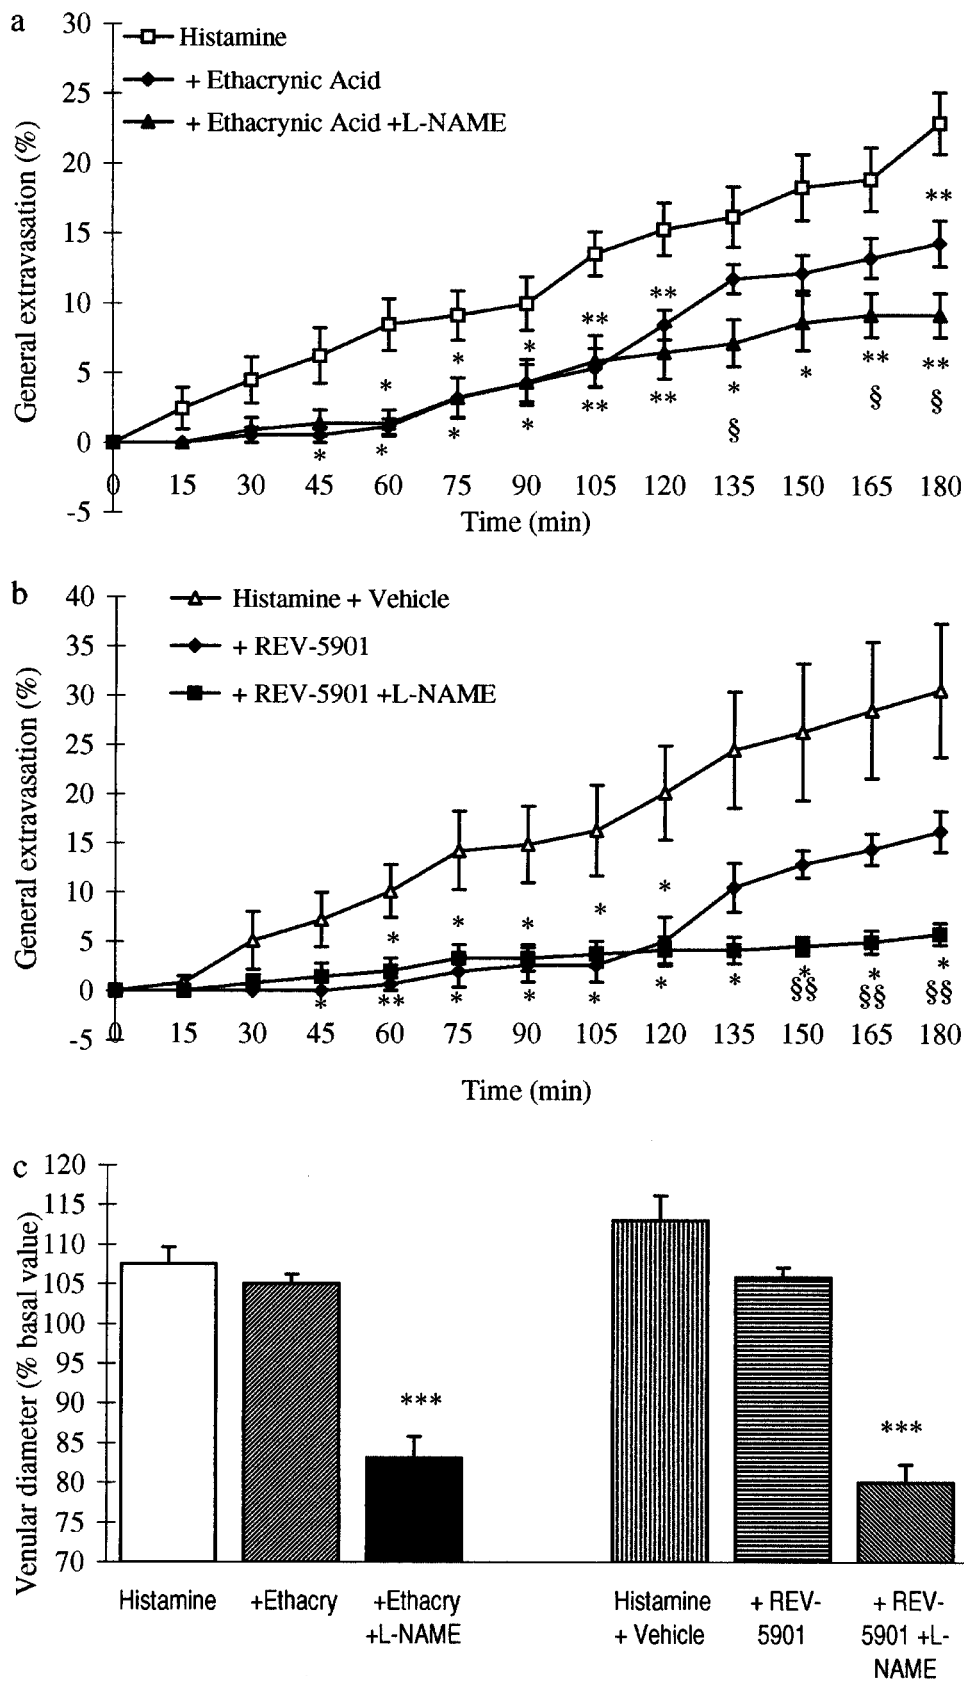 a
30
Histamine
+ Ethacrynic Acid
25
+ Ethacrynic Acid +L-NAME
20
**
15
10
** **
* *
5
* ** ** * * ** **
§ § §
0
* * * *
0 15 30 45 60 75 90 105 120 135 150 165 180
-5
Time (min)
General extravasation (%)
b
40
Histamine + Vehicle
35
+ REV-5901
30
+ REV-5901 +L-NAME
25
20
15
10
*
5
* * * *
0
* ** * * * * * * * *
§§ §§ §§
-5
0 15 30 45 60 75 90 105 120 135 150 165 180
Time (min)
General extravasation (%)
c
120
115
110
105
100
95
90
***
85
***
80
75
70
Venular diameter (% basal value)
Histamine +Ethacry +Ethacry Histamine + REV- + REV-
+L-NAME + Vehicle 5901 5901 +L-
NAME